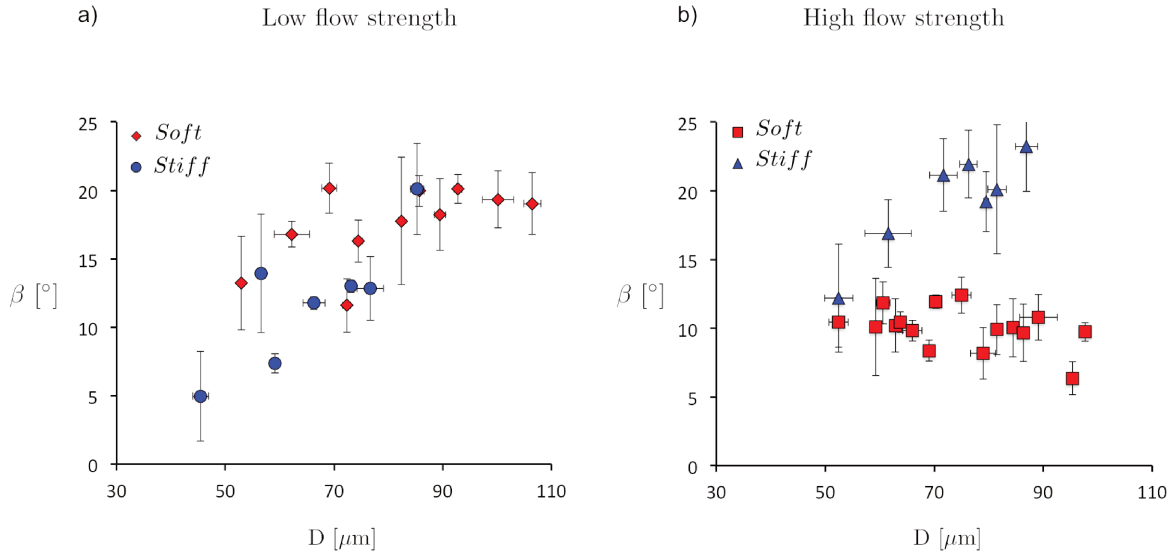 a) Low flow strength
25
20
15
10
5
0
β [°]
Soft
Stiff
30 50 70 90 110
D [μm]
b) High flow strength
25
20
15
10
5
0
β [°]
Soft
Stiff
30 50 70 90 110
D [μm]